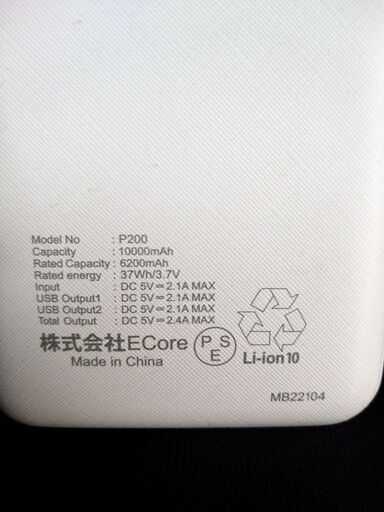 Model No : P200
Capacity : 10000mAh
Rated Capacity : 6200mAh
Rated energy : 37Wh/3.7V
Input : DC 5V⎓2.1A MAX
USB Output1 : DC 5V⎓2.1A MAX
USB Output2 : DC 5V⎓2.1A MAX
Total Output : DC 5V⎓2.4A MAX
株式会社ECore
Made in China
PSE
Li-ion10
MB22104